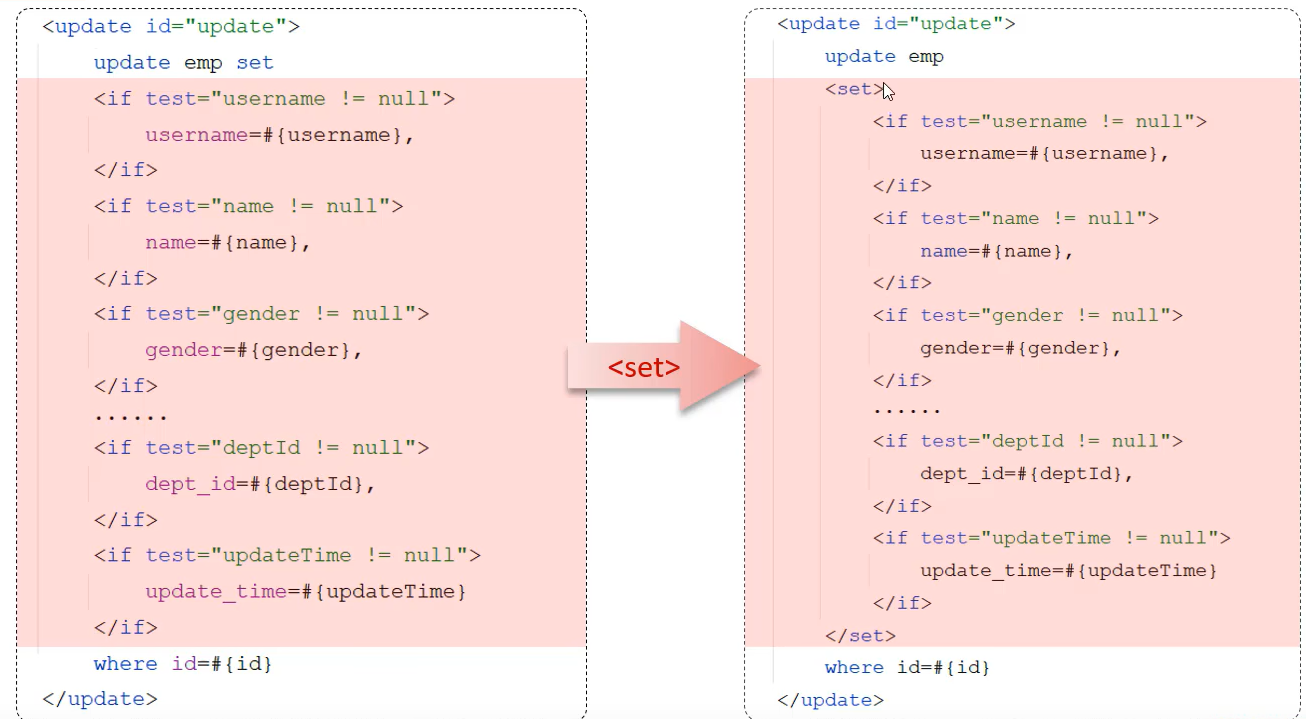 <update id="update">
    update emp set
    <if test="username != null">
        username=#{username},
    </if>
    <if test="name != null">
        name=#{name},
    </if>
    <if test="gender != null">
        gender=#{gender},
    </if>
    ......
    <if test="deptId != null">
        dept_id=#{deptId},
    </if>
    <if test="updateTime != null">
        update_time=#{updateTime}
    </if>
    where id=#{id}
</update>
<set>
<update id="update">
    update emp
    <set>
        <if test="username != null">
            username=#{username},
        </if>
        <if test="name != null">
            name=#{name},
        </if>
        <if test="gender != null">
            gender=#{gender},
        </if>
        ......
        <if test="deptId != null">
            dept_id=#{deptId},
        </if>
        <if test="updateTime != null">
            update_time=#{updateTime}
        </if>
    </set>
    where id=#{id}
</update>